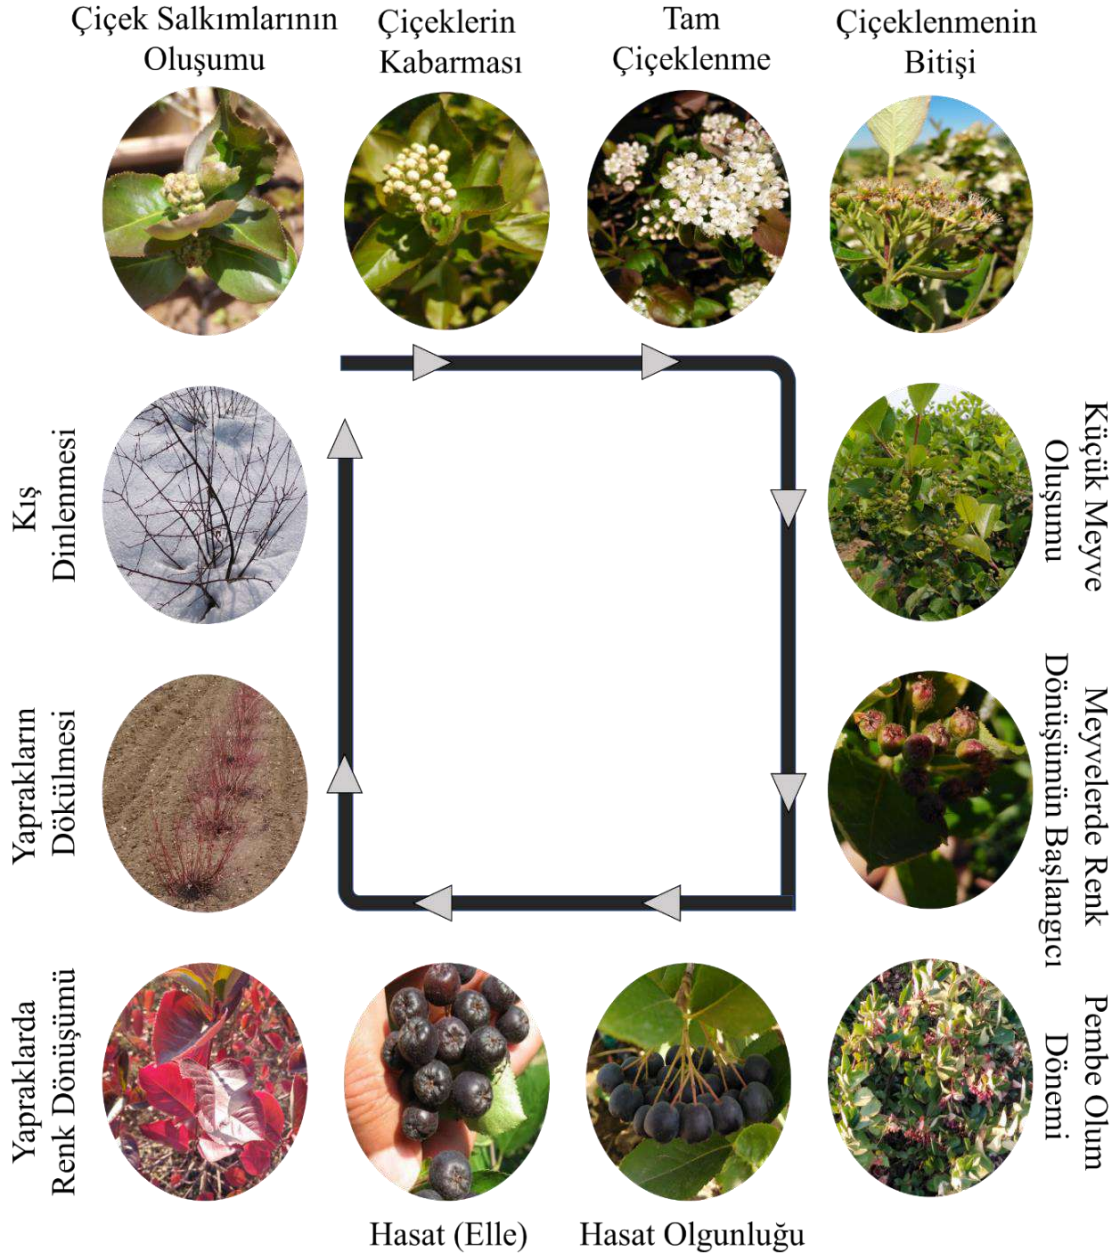 Çiçek Salkımlarının
Oluşumu
Çiçeklerin
Kabarması
Tam
Çiçeklenme
Çiçeklenmenin
Bitişi
Küçük Meyve
Oluşumu
Meyvelerde Renk
Dönüşümün Başlangıcı
Pembe Olum
Dönemi
Hasat Olgunluğu
Hasat (Elle)
Yapraklarda
Renk Dönüşümü
Yaprakların
Dökülmesi
Kış
Dinlenmesi